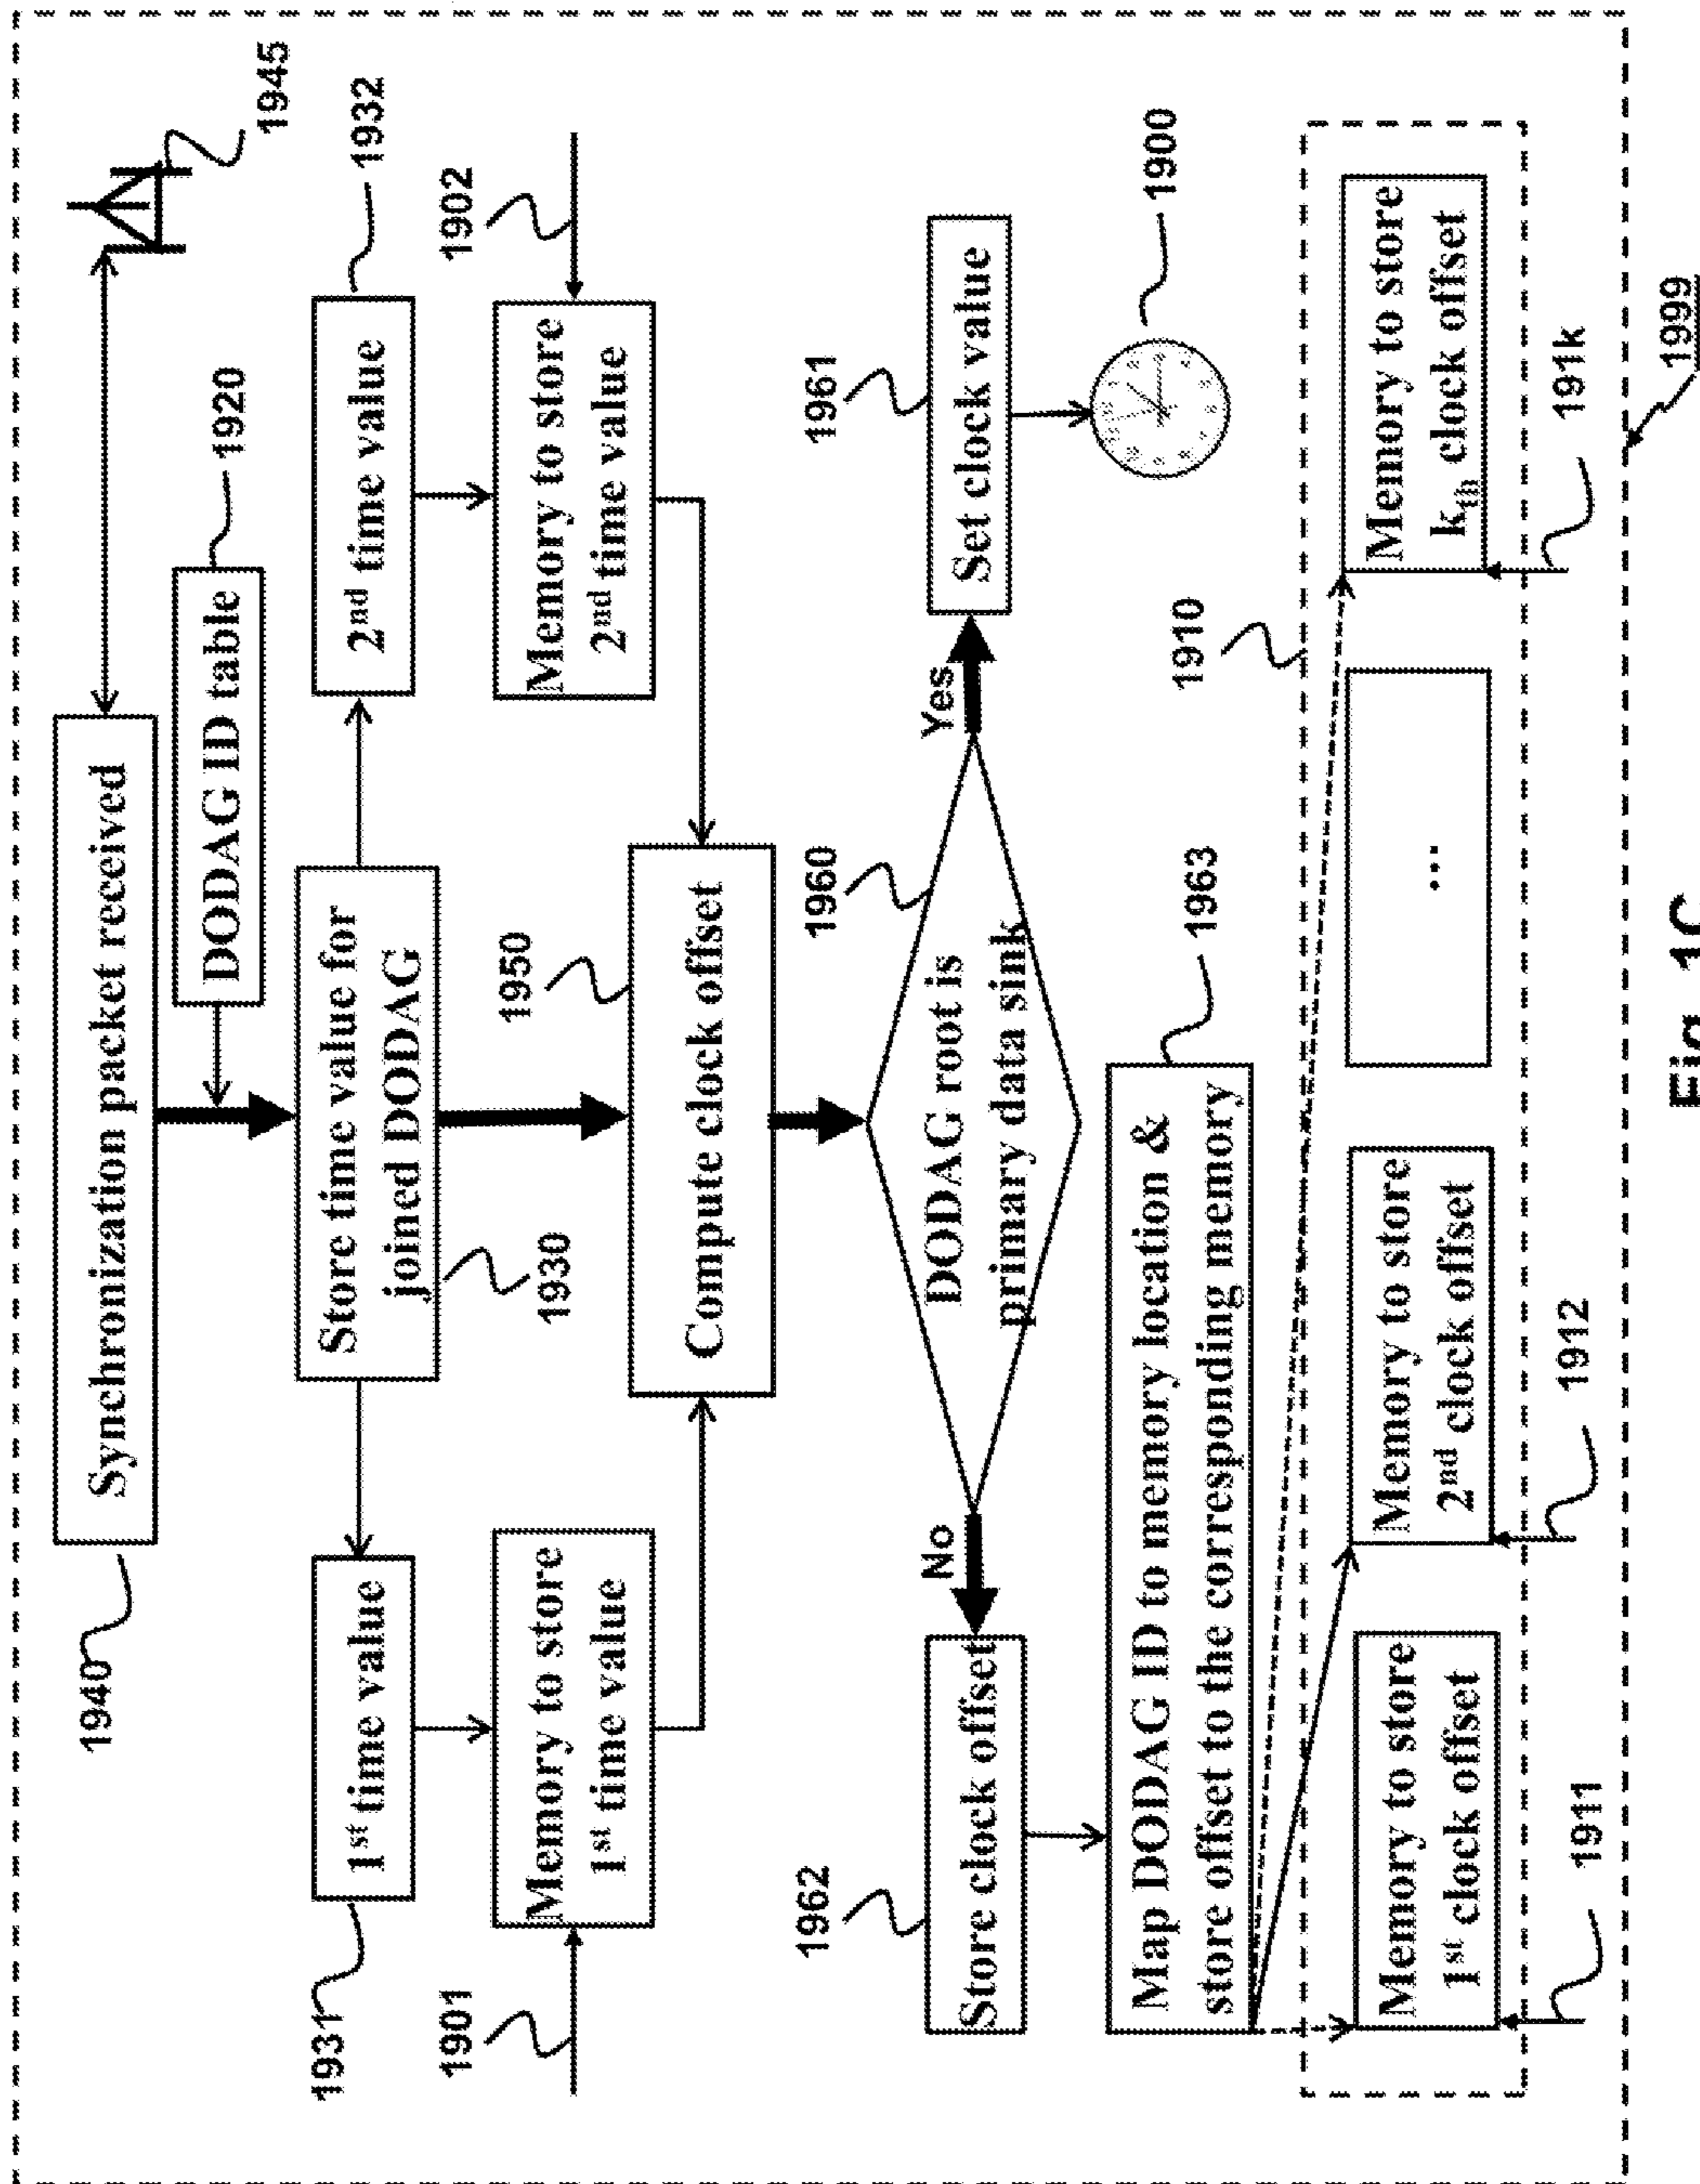 1940
Synchronization packet received
1945
DODAG ID table
1920
1931
1st time value
Store time value for
joined DODAG
1930
2nd time value
1932
1901
Memory to store
1st time value
Memory to store
2nd time value
1902
1950
Compute clock offset
1962
Store clock offset
No
DODAG root is
primary data sink
1960
Yes
Set clock value
1961
1900
Map DODAG ID to memory location &
store offset to the corresponding memory
1963
1910
Memory to store
1st clock offset
1911
Memory to store
2nd clock offset
1912
...
Memory to store
kth clock offset
191k
1999
Fig. 1C